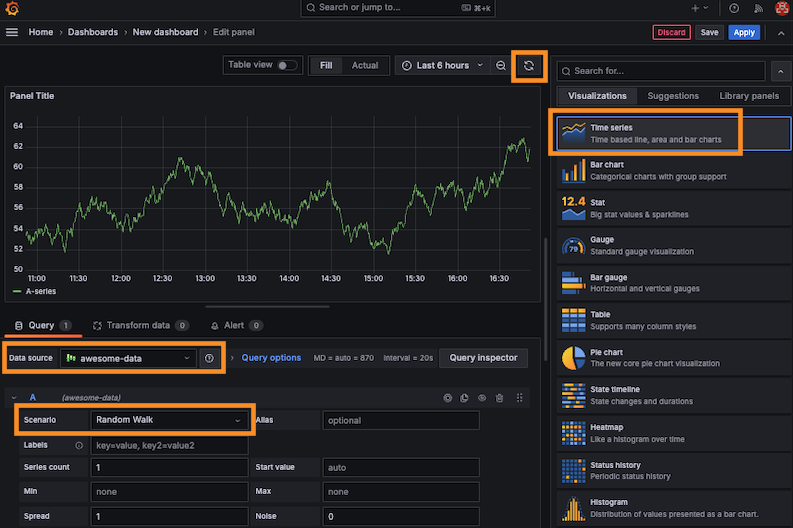 Search or jump to...
⌘+k
Home › Dashboards › New dashboard › Edit panel
Discard
Save
Apply
Table view
Fill
Actual
Last 6 hours
Search for...
Visualizations
Suggestions
Library panels
Panel Title
64
62
60
58
56
54
52
50
11:00 11:30 12:00 12:30 13:00 13:30 14:00 14:30 15:00 15:30 16:00 16:30
A-series
Time series
Time based line, area and bar charts
Bar chart
Categorical charts with group support
12.4
Stat
Big stat values & sparklines
79
Gauge
Standard gauge visualization
Bar gauge
Horizontal and vertical gauges
Table
Supports many column styles
Pie chart
The new core pie chart visualization
State timeline
State changes and durations
Heatmap
Like a histogram over time
Status history
Periodic status history
Histogram
Distribution of values presented as a bar chart.
Query 1
Transform data 0
Alert 0
Data source
awesome-data
Query options
MD = auto = 870
Interval = 20s
Query inspector
A
(awesome-data)
Scenario
Random Walk
Alias
optional
Labels
key=value, key2=value2
Series count
1
Start value
auto
Min
none
Max
none
Spread
1
Noise
0